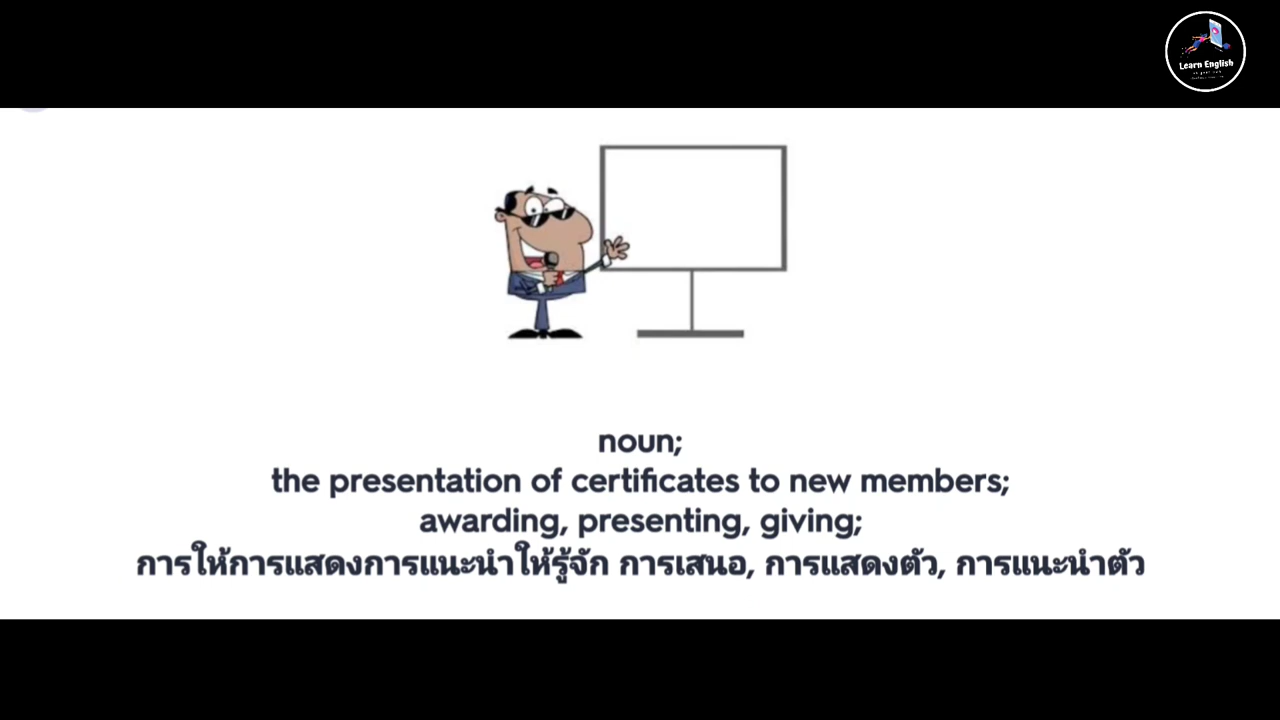 Learn English
noun;
the presentation of certificates to new members;
awarding, presenting, giving;
การให้การแสดงการแนะนำให้รู้จัก การเสนอ, การแสดงตัว, การแนะนำตัว